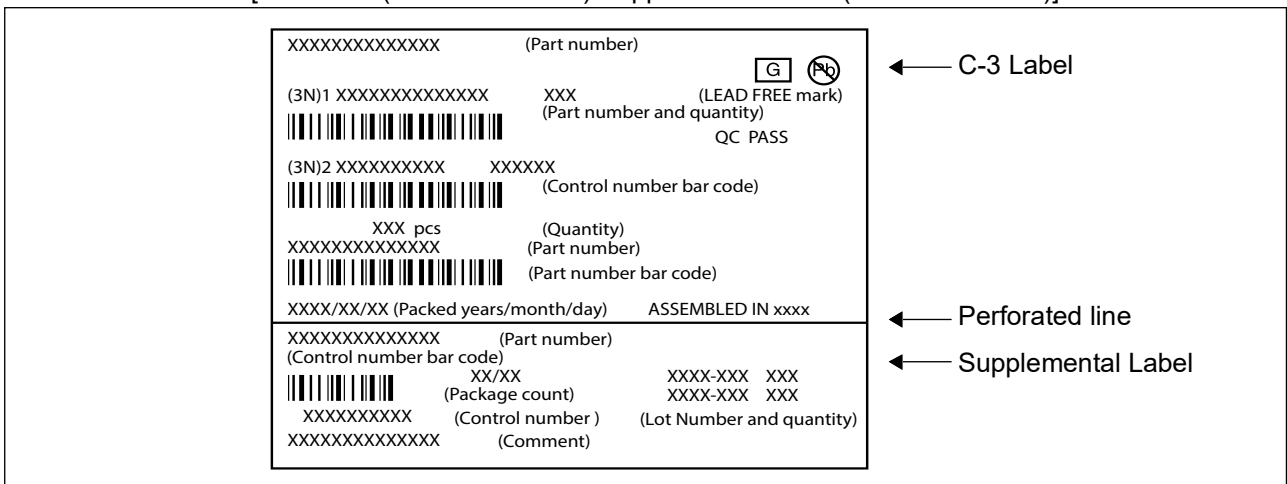 XXXXXXXXXXXXXX (Part number)
G Pb
C-3 Label
(3N)1 XXXXXXXXXXXXXX XXX (LEAD FREE mark)
(Part number and quantity)
QC PASS
(3N)2 XXXXXXXXXX XXXXXX
(Control number bar code)
XXX pcs (Quantity)
XXXXXXXXXXXXXX (Part number)
(Part number bar code)
XXXX/XX/XX (Packed years/month/day) ASSEMBLED IN xxxx
Perforated line
XXXXXXXXXXXXXX (Part number)
(Control number bar code)
Supplemental Label
XX/XX XXXX-XXX XXX
(Package count) XXXX-XXX XXX
XXXXXXXXXX (Control number ) (Lot Number and quantity)
XXXXXXXXXXXXXX (Comment)